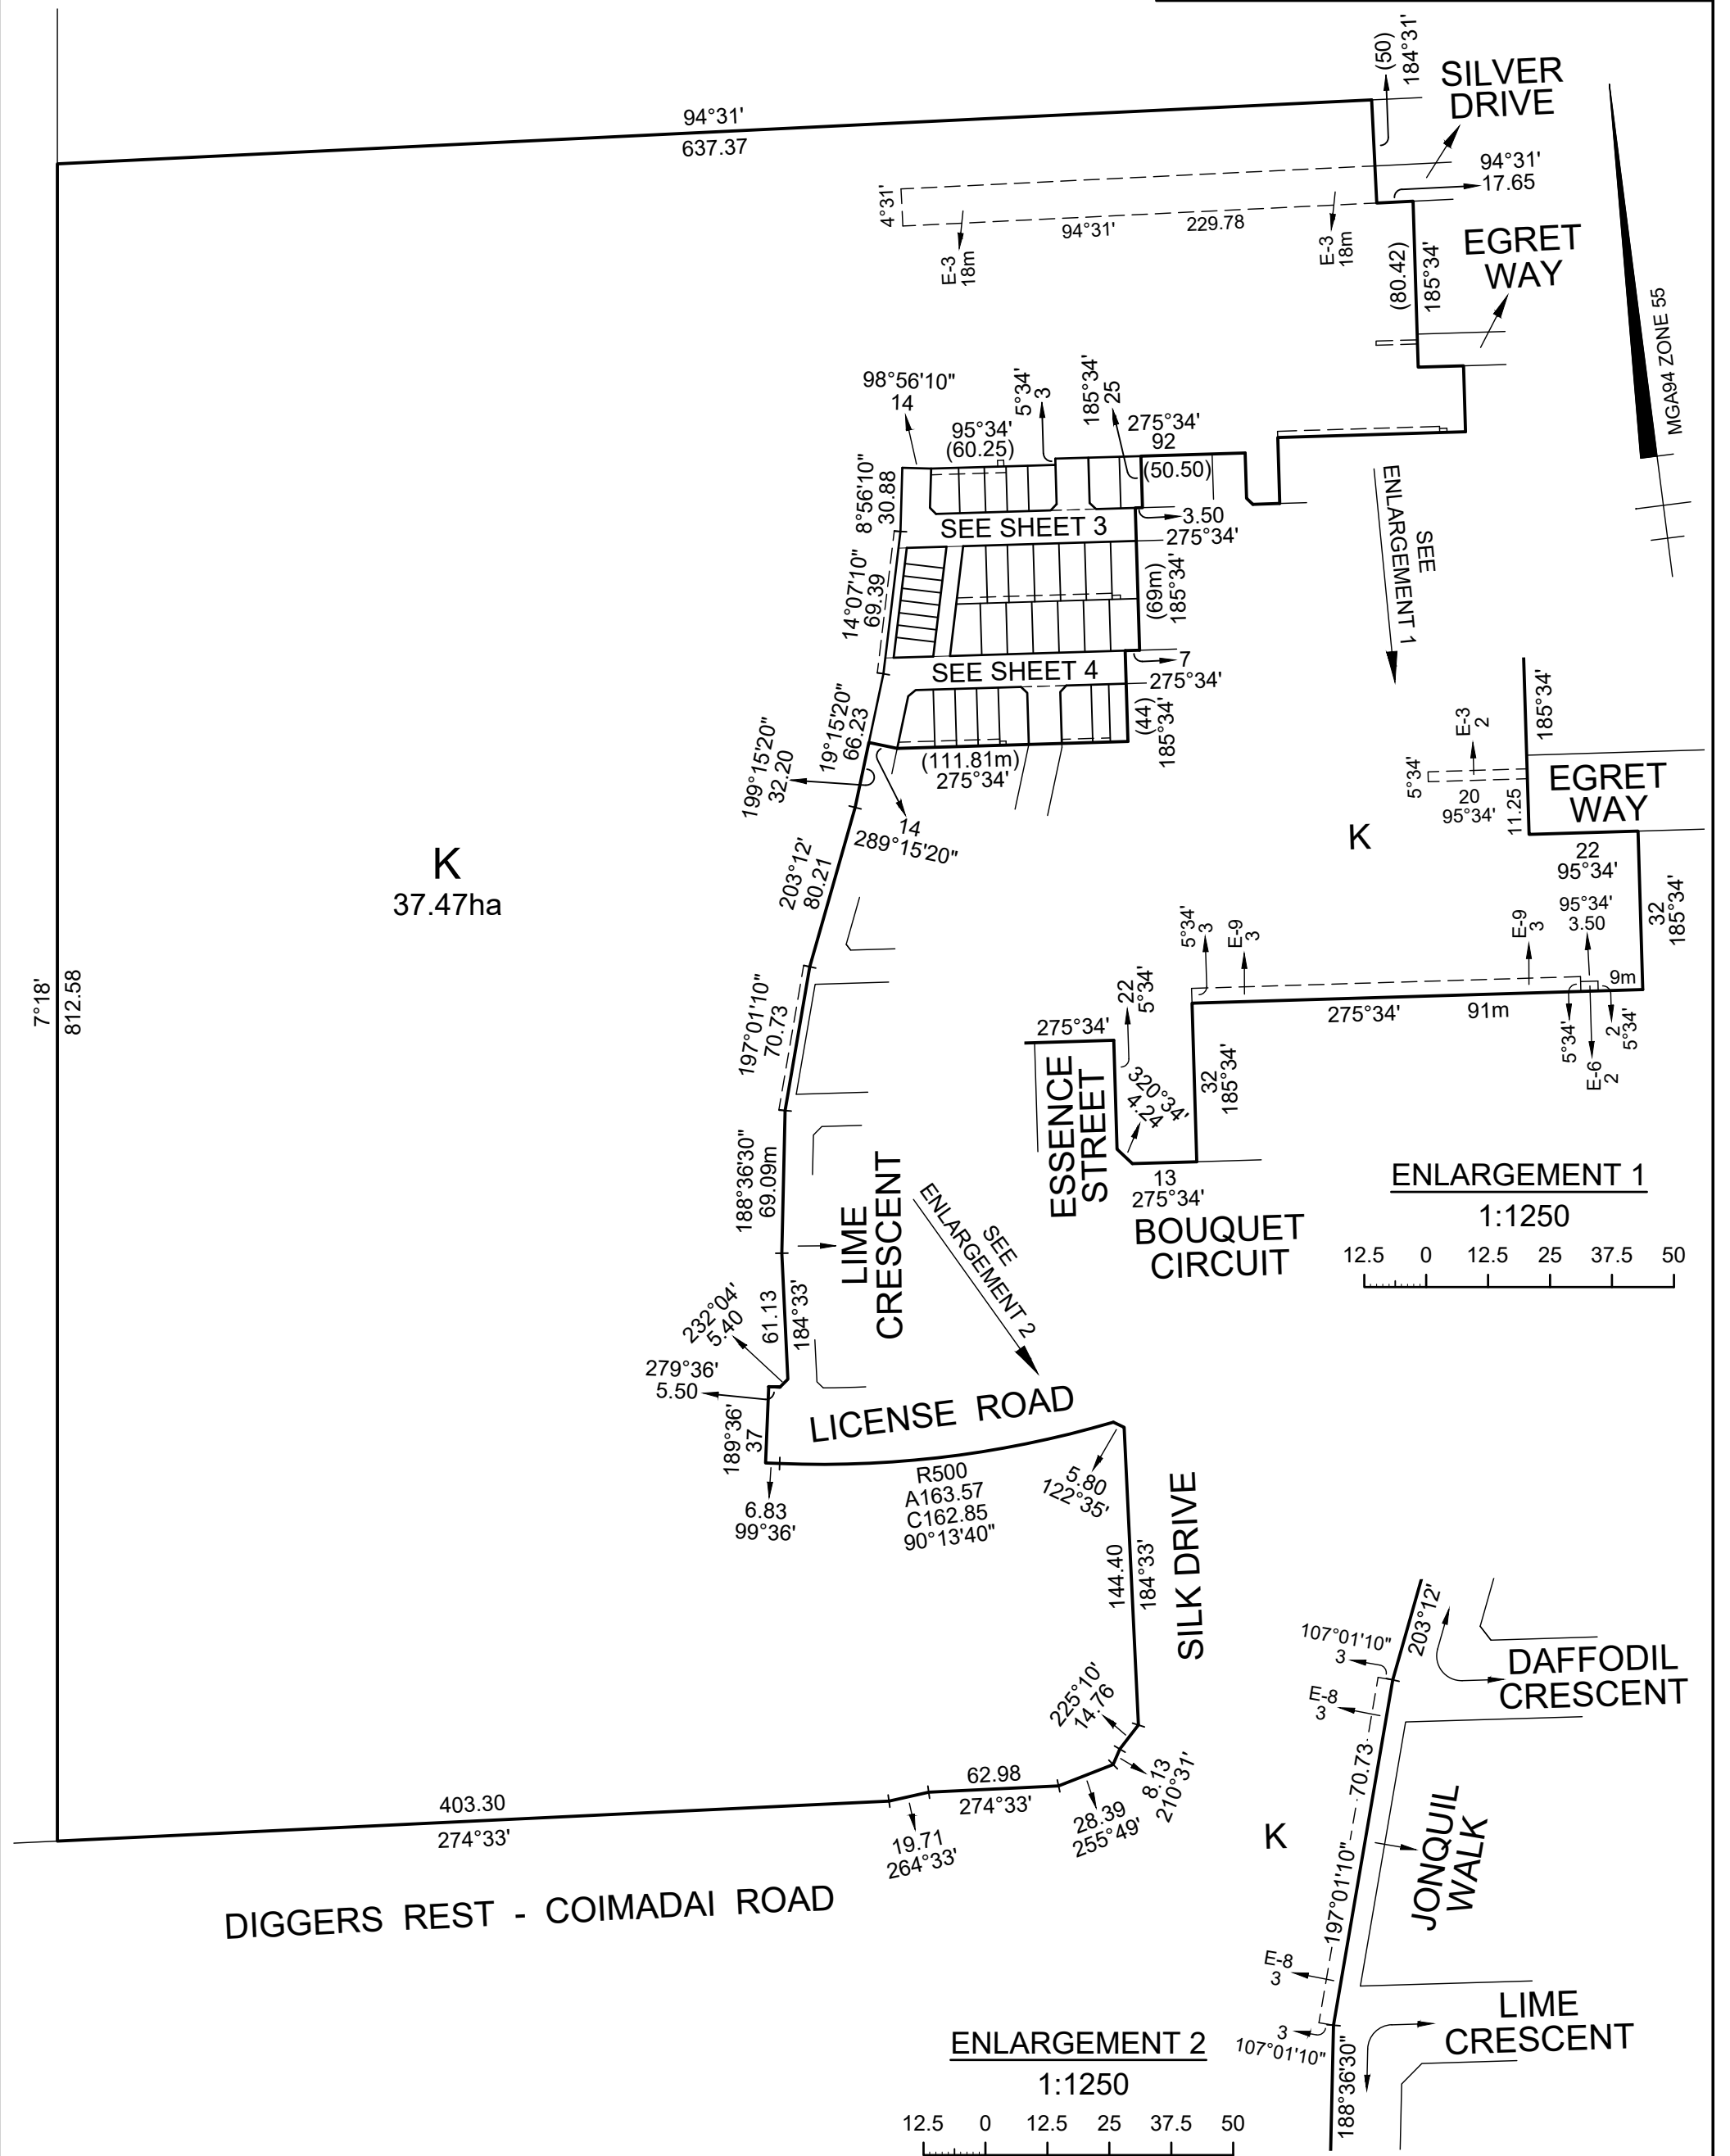 (50)
184°31'
SILVER
DRIVE
94°31'
637.37
94°31'
17.65
4°31'
94°31'
229.78
E-3
18m
E-3
18m
(80.42)
185°34'
EGRET
WAY
MGA94 ZONE 55
98°56'10"
14
95°34'
(60.25)
5°34'
3
185°34'
25
275°34'
92
(50.50)
8°56'10"
30.88
SEE SHEET 3
3.50
275°34'
SEE
ENLARGEMENT 1
14°07'10"
69.39
(69m)
185°34'
SEE SHEET 4
7
275°34'
19°15'20"
66.23
(44)
185°34'
199°15'20"
32.20
(111.81m)
275°34'
14
289°15'20"
185°34'
E-3
2
5°34'
20
95°34'
11.25
EGRET
WAY
K
37.47ha
K
203°12'
80.21
22
95°34'
32
185°34'
95°34'
3.50
E-9
3
5°34'
3
E-9
3
9m
275°34'
91m
5°34'
E-6
2
2
5°34'
7°18'
812.58
197°01'10"
70.73
275°34'
22
5°34'
ESSENCE
STREET
320°34'
4.24
32
185°34'
13
275°34'
BOUQUET
CIRCUIT
ENLARGEMENT 1
1:1250
12.5 0 12.5 25 37.5 50
188°36'30"
69.09m
LIME
CRESCENT
SEE
ENLARGEMENT 2
61.13
184°33'
232°04'
5.40
279°36'
5.50
189°36'
37
LICENSE ROAD
6.83
99°36'
R500
A163.57
C162.85
90°13'40"
5.80
122°35'
144.40
184°33'
SILK DRIVE
225°10'
14.76
8.13
210°31'
28.39
255°49'
62.98
274°33'
19.71
264°33'
403.30
274°33'
DIGGERS REST - COIMADAI ROAD
203°12'
107°01'10"
3
DAFFODIL
CRESCENT
E-8
3
70.73
197°01'10"
K
JONQUIL
WALK
E-8
3
3
107°01'10"
LIME
CRESCENT
188°36'30"
ENLARGEMENT 2
1:1250
12.5 0 12.5 25 37.5 50